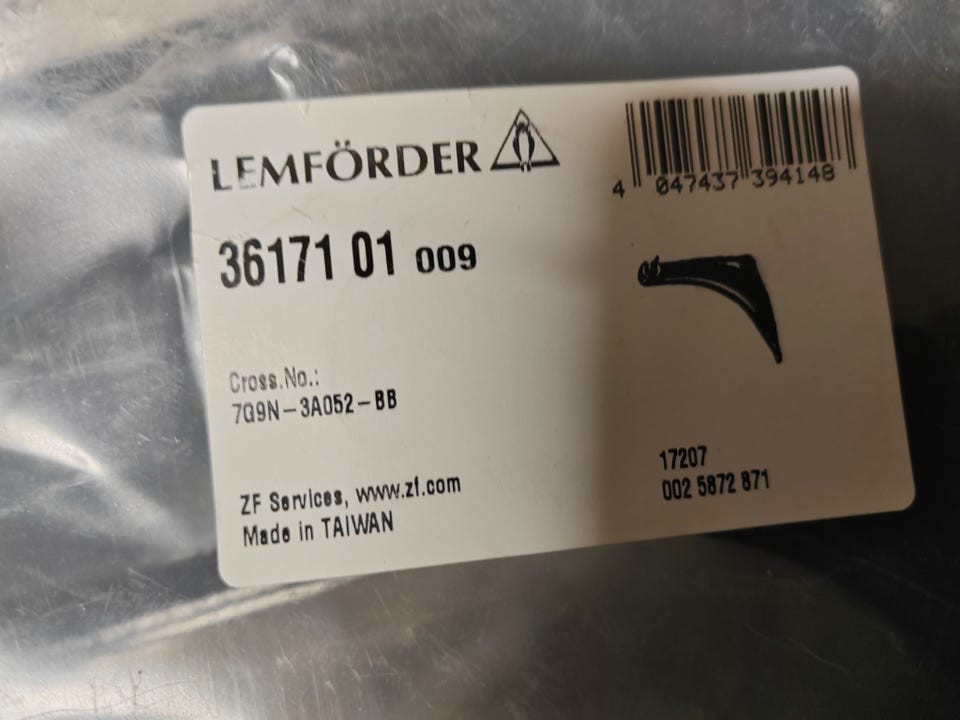 LEMFÖRDER
4 047437 394148
36171 01 009
Cross.No.:
7G9N-3A052-BB
ZF Services, www.zf.com
Made in TAIWAN
17207
002 5872 871